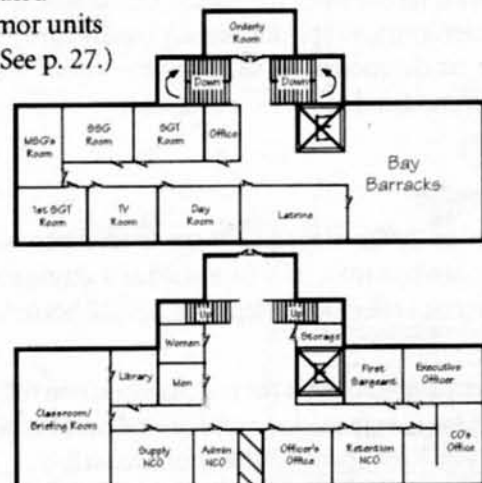 mor units
See p. 27.)
Orderly
Room
Down
Down
MSG's
Room
SSG
Room
SGT
Room
Office
Bay
Barracks
1st SGT
Room
TV
Room
Day
Room
Latrine
Up
Up
Women
Storage
Library
Men
First
Sargeant
Executive
Officer
Classroom/
Briefing Room
Supply
NCO
Admin
NCO
Officer's
Office
Retention
NCO
CO's
Office